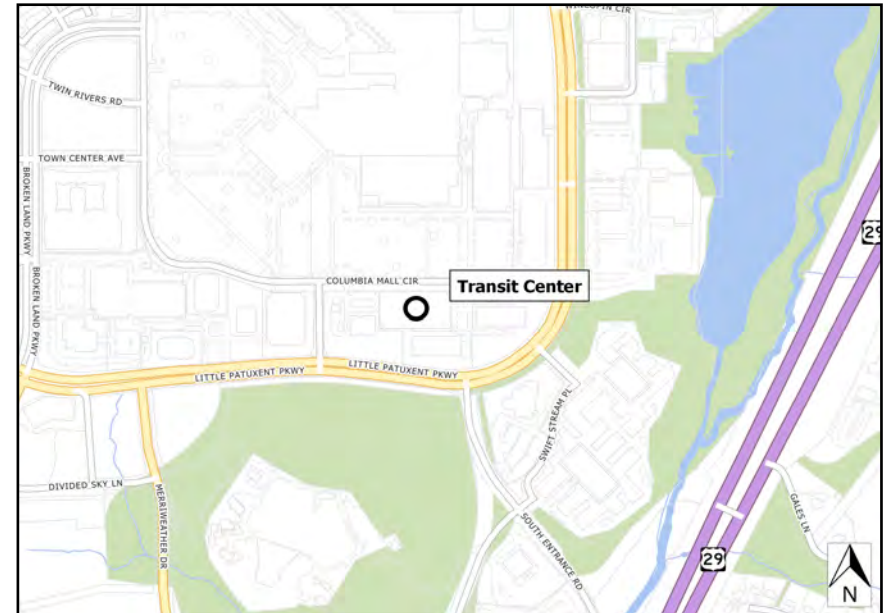 WINCOPIN CIR
TWIN RIVERS RD
TOWN CENTER AVE
BROKEN LAND PKWY
29
COLUMBIA MALL CIR
Transit Center
BROKEN LAND PKWY
LITTLE PATUXENT PKWY
LITTLE PATUXENT PKWY
SWIFT STREAM PL
DIVIDED SKY LN
MERRIWEATHER DR
SOUTH ENTRANCE RD
GALES LN
29
N